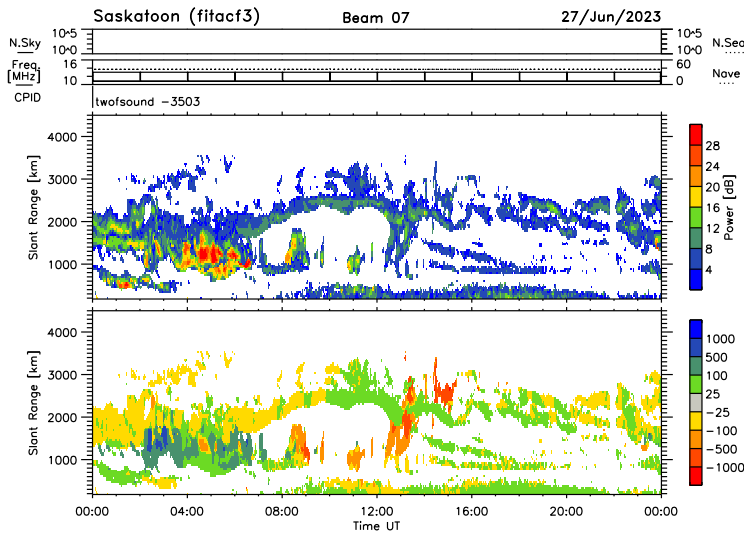 Saskatoon (fitacf3) Beam 07 27/Jun/2023
N.Sky 10^5 10^0 10^5 10^0 N.Sea
Freq. [MHz] 16 10 60 0 Nave
CPID twofsound -3503
Slant Range [km] 4000 3000 2000 1000
Power [dB] 28 24 20 16 12 8 4
Slant Range [km] 4000 3000 2000 1000
1000 500 100 25 -25 -100 -500 -1000
00:00 04:00 08:00 12:00 16:00 20:00 00:00
Time UT